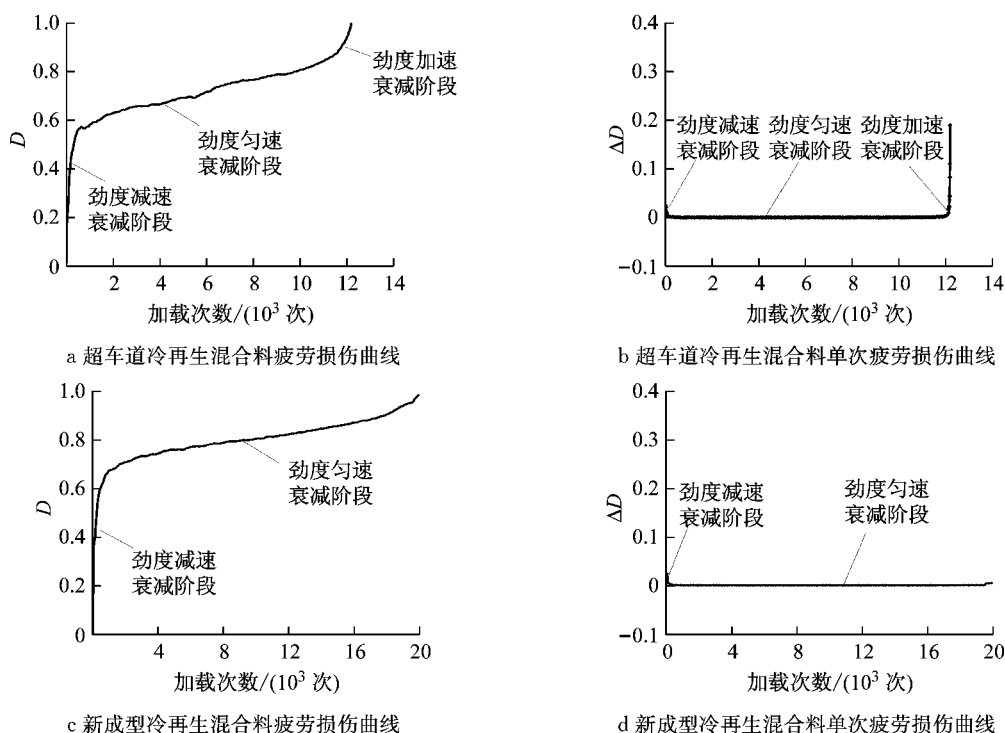 1.0
0.8
0.6
0.4
0.2
0
D
劲度加速
衰减阶段
劲度匀速
衰减阶段
劲度减速
衰减阶段
2 4 6 8 10 12 14
加载次数/(10³ 次)
a 超车道冷再生混合料疲劳损伤曲线
0.4
0.3
0.2
0.1
0
-0.1
ΔD
劲度减速 劲度匀速 劲度加速
衰减阶段 衰减阶段 衰减阶段
0 2 4 6 8 10 12 14
加载次数/(10³ 次)
b 超车道冷再生混合料单次疲劳损伤曲线
1.0
0.8
0.6
0.4
0.2
0
D
劲度匀速
衰减阶段
劲度减速
衰减阶段
4 8 12 16 20
加载次数/(10³ 次)
c 新成型冷再生混合料疲劳损伤曲线
0.4
0.3
0.2
0.1
0
-0.1
ΔD
劲度减速 劲度匀速
衰减阶段 衰减阶段
0 4 8 12 16 20
加载次数/(10³ 次)
d 新成型冷再生混合料单次疲劳损伤曲线